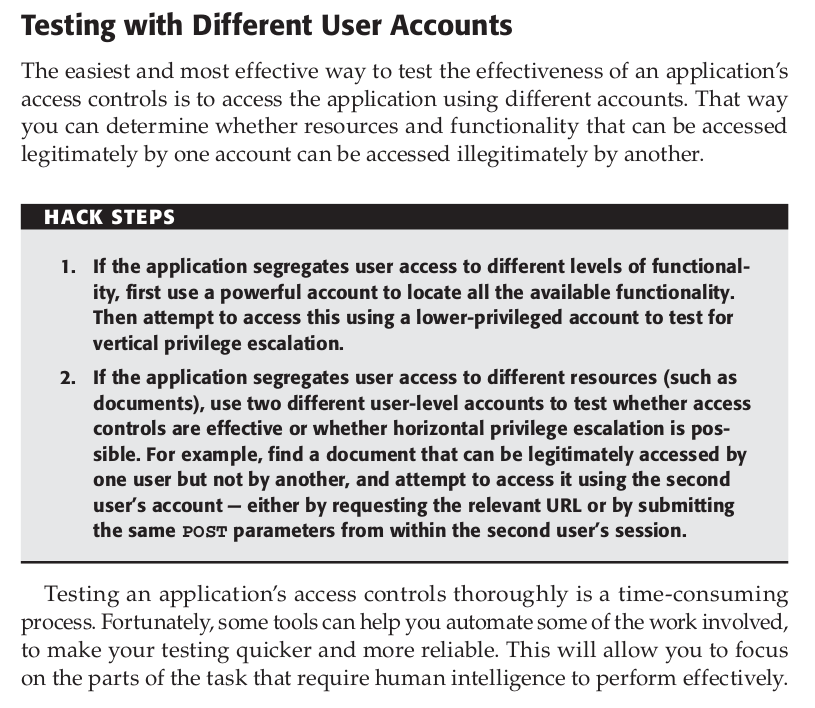 Testing with Different User Accounts
The easiest and most effective way to test the effectiveness of an application’s
access controls is to access the application using different accounts. That way
you can determine whether resources and functionality that can be accessed
legitimately by one account can be accessed illegitimately by another.
HACK STEPS
1. If the application segregates user access to different levels of functional-
ity, first use a powerful account to locate all the available functionality.
Then attempt to access this using a lower-privileged account to test for
vertical privilege escalation.
2. If the application segregates user access to different resources (such as
documents), use two different user-level accounts to test whether access
controls are effective or whether horizontal privilege escalation is pos-
sible. For example, find a document that can be legitimately accessed by
one user but not by another, and attempt to access it using the second
user’s account — either by requesting the relevant URL or by submitting
the same POST parameters from within the second user’s session.
Testing an application’s access controls thoroughly is a time-consuming
process. Fortunately, some tools can help you automate some of the work involved,
to make your testing quicker and more reliable. This will allow you to focus
on the parts of the task that require human intelligence to perform effectively.